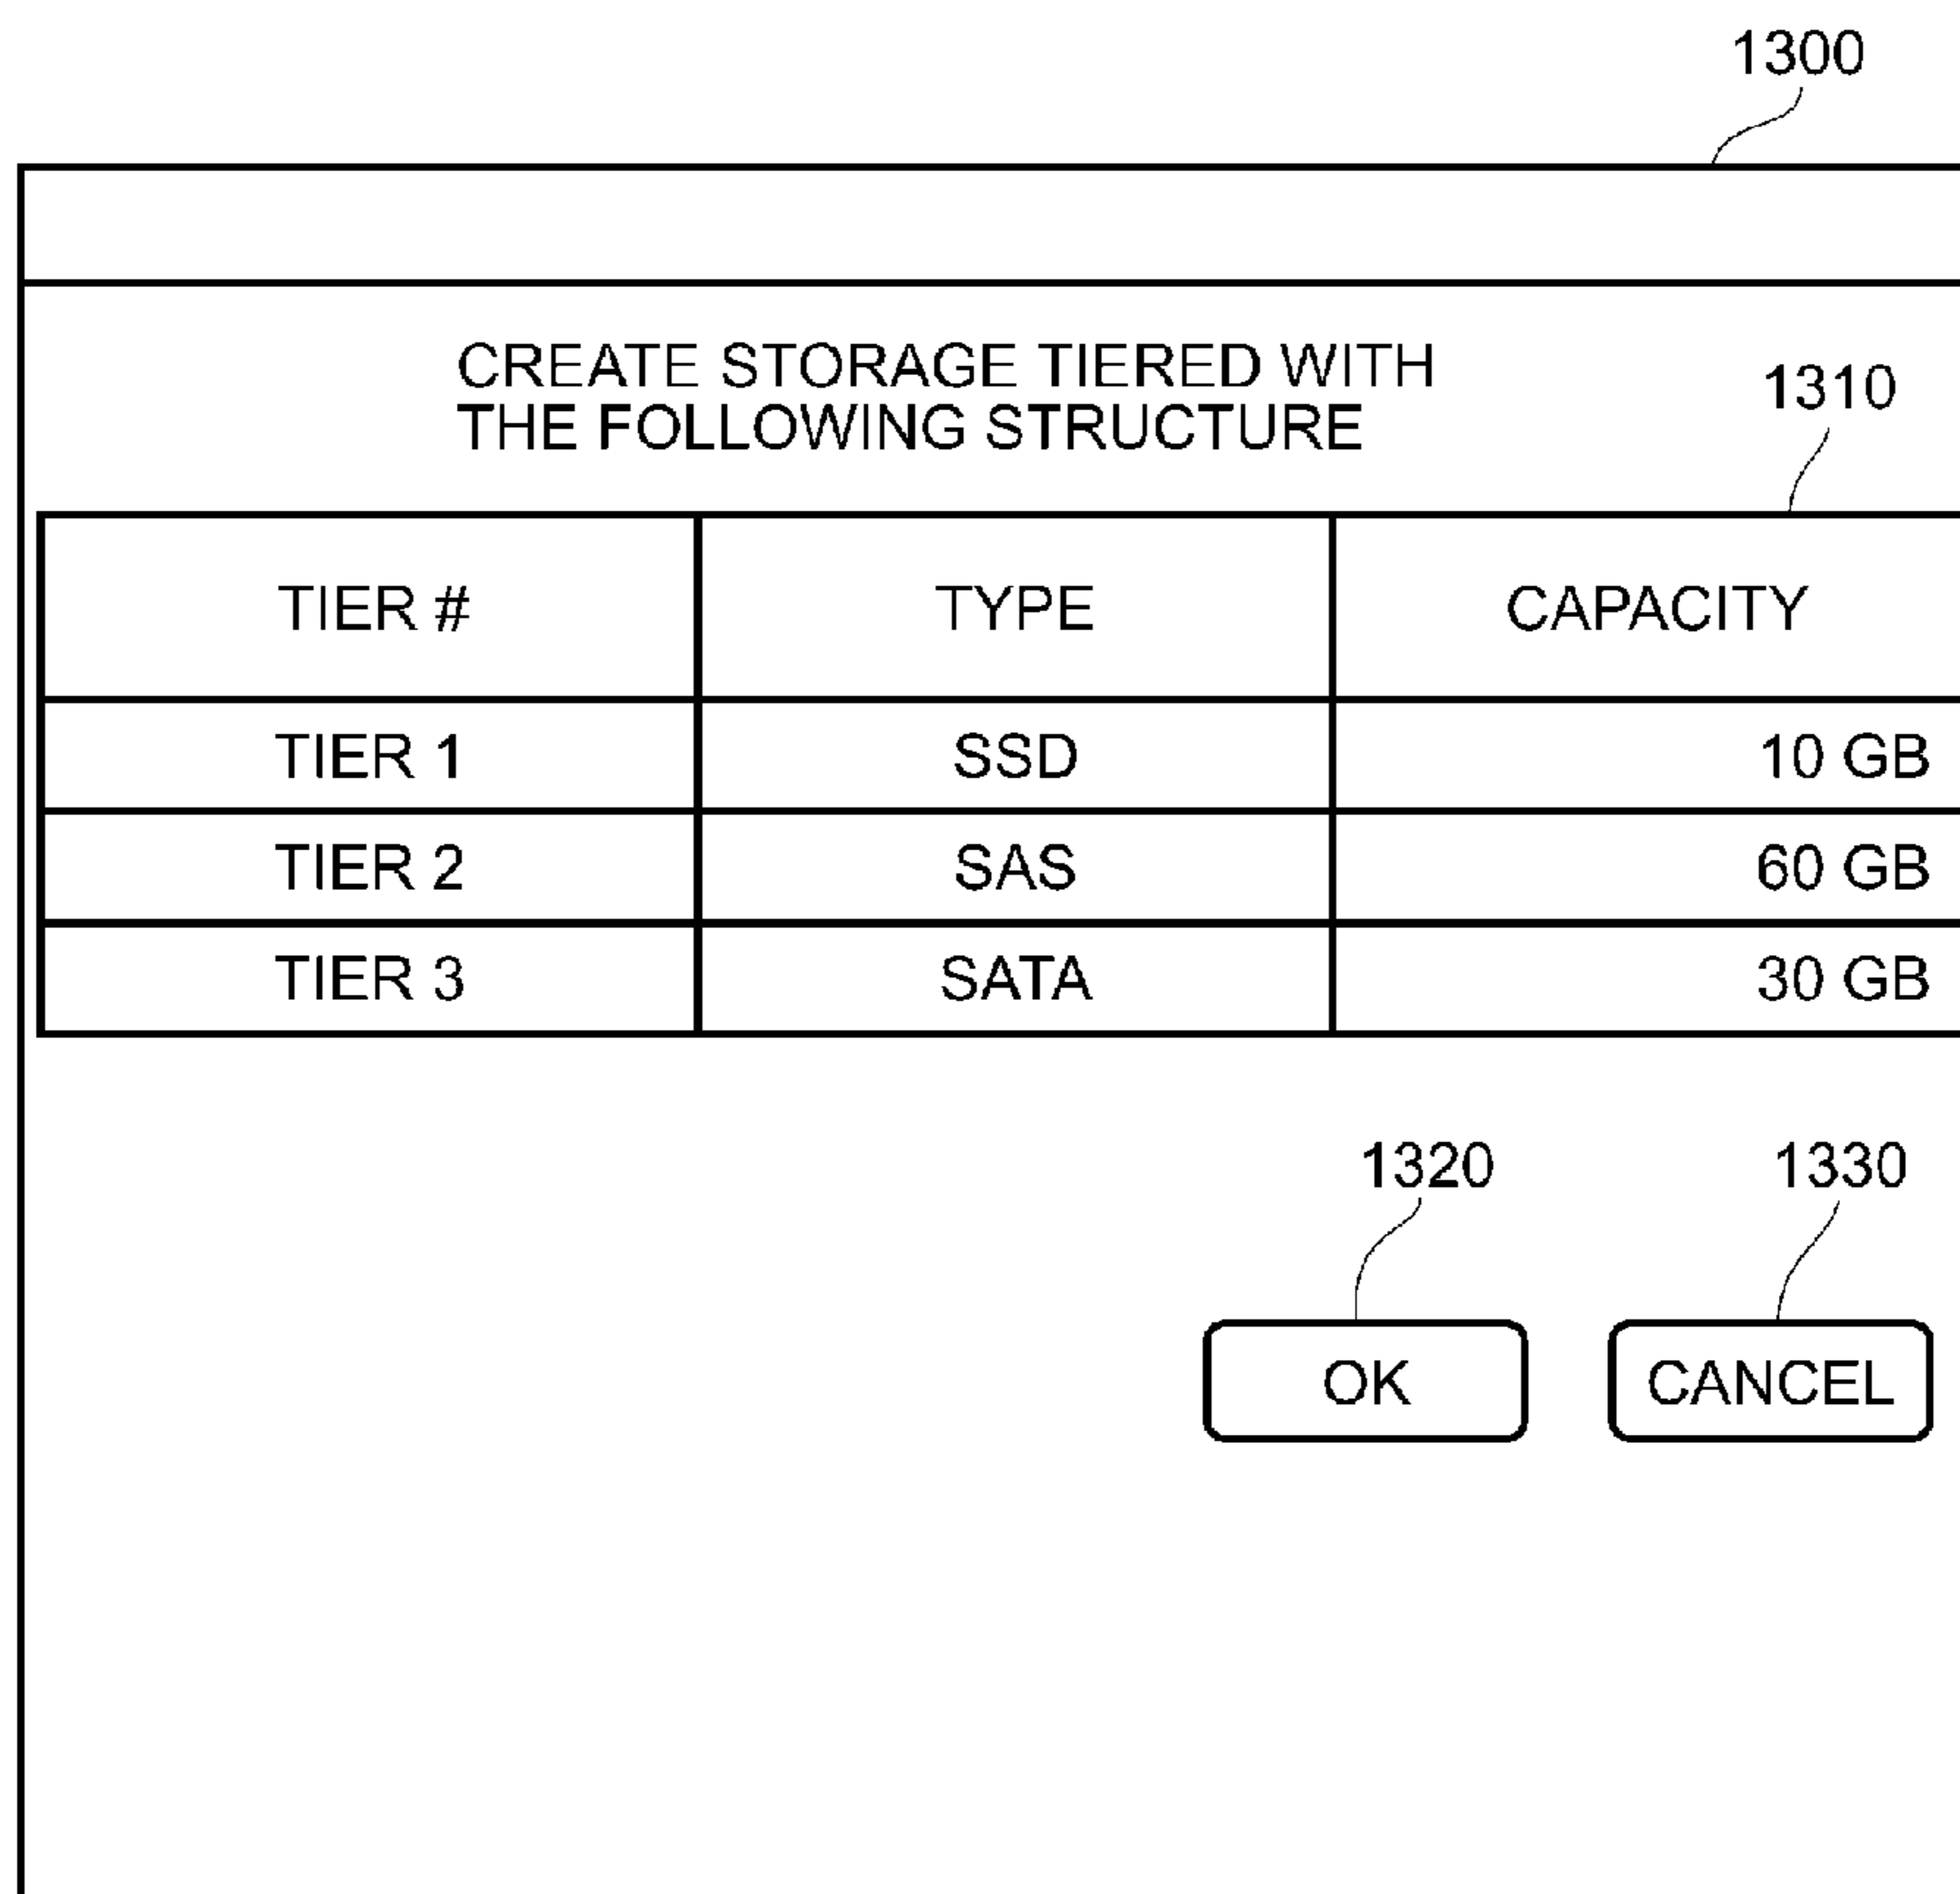 1300
CREATE STORAGE TIERED WITH
THE FOLLOWING STRUCTURE
1310
TIER # TYPE CAPACITY
TIER 1 SSD 10 GB
TIER 2 SAS 60 GB
TIER 3 SATA 30 GB
1320 1330
OK CANCEL